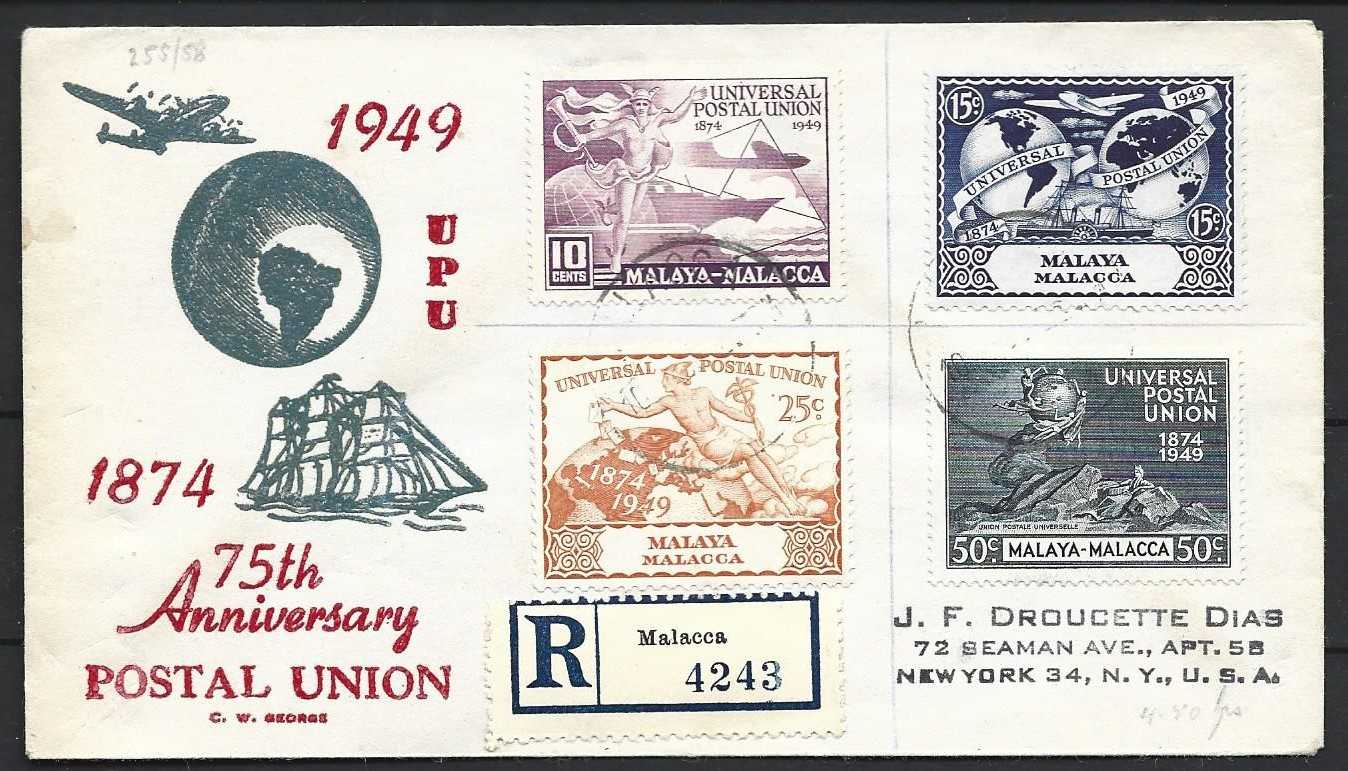 255/58
1949
UPU
1874
75th
Anniversary
POSTAL UNION
C. W. GEORGE
UNIVERSAL
POSTAL UNION
1874 1949
10
CENTS
MALAYA-MALACCA
15c
1949
UNIVERSAL POSTAL UNION
1874
15c
MALAYA
MALACCA
UNIVERSAL POSTAL UNION
25c
1874
1949
MALAYA
MALACCA
UNIVERSAL
POSTAL
UNION
1874
1949
UNION POSTALE UNIVERSELLE
50c MALAYA-MALACCA 50c
R Malacca
4243
J. F. DROUCETTE DIAS
72 SEAMAN AVE., APT. 5B
NEW YORK 34, N. Y., U. S. A.